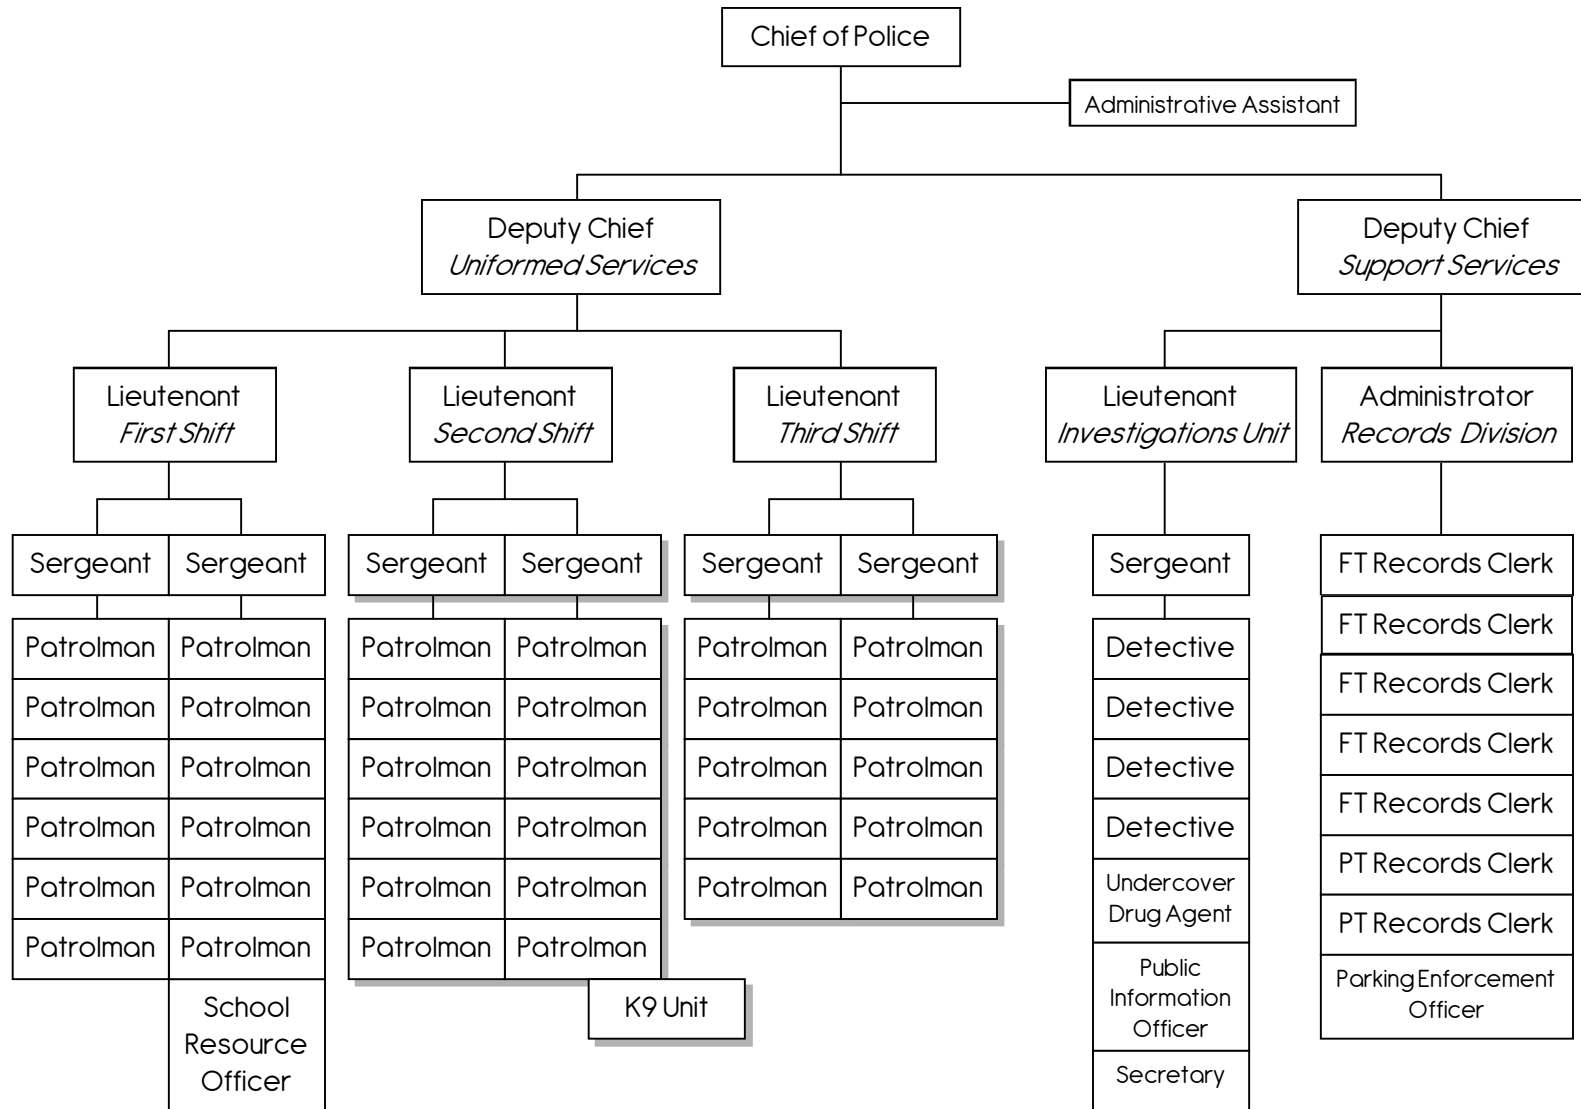 Chief of Police
Administrative Assistant
Deputy Chief
Uniformed Services
Deputy Chief
Support Services
Lieutenant
First Shift
Lieutenant
Second Shift
Lieutenant
Third Shift
Lieutenant
Investigations Unit
Administrator
Records Division
Sergeant Sergeant
Patrolman Patrolman
Patrolman Patrolman
Patrolman Patrolman
Patrolman Patrolman
Patrolman Patrolman
Patrolman Patrolman
School
Resource
Officer
Sergeant Sergeant
Patrolman Patrolman
Patrolman Patrolman
Patrolman Patrolman
Patrolman Patrolman
Patrolman Patrolman
Patrolman Patrolman
K9 Unit
Sergeant Sergeant
Patrolman Patrolman
Patrolman Patrolman
Patrolman Patrolman
Patrolman Patrolman
Patrolman Patrolman
Sergeant
Detective
Detective
Detective
Detective
Undercover
Drug Agent
Public
Information
Officer
Secretary
FT Records Clerk
FT Records Clerk
FT Records Clerk
FT Records Clerk
FT Records Clerk
PT Records Clerk
PT Records Clerk
Parking Enforcement
Officer